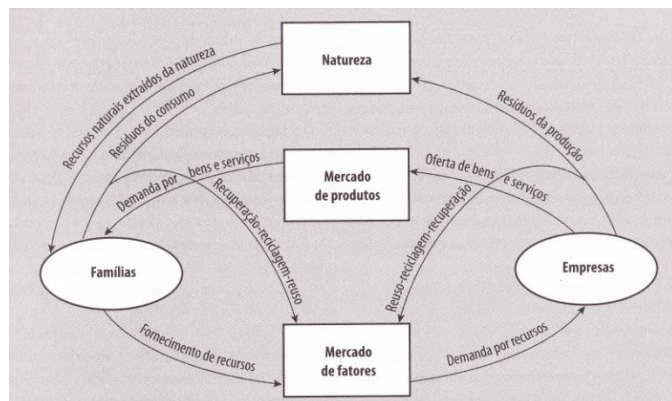 Natureza
Recursos naturais extraídos da natureza
Resíduos do consumo
Resíduos da produção
Demanda por bens e serviços
Mercado
de produtos
Oferta de bens e serviços
Recuperação-reciclagem-reuso
Reuso-reciclagem-recuperação
Famílias
Empresas
Fornecimento de recursos
Mercado
de fatores
Demanda por recursos